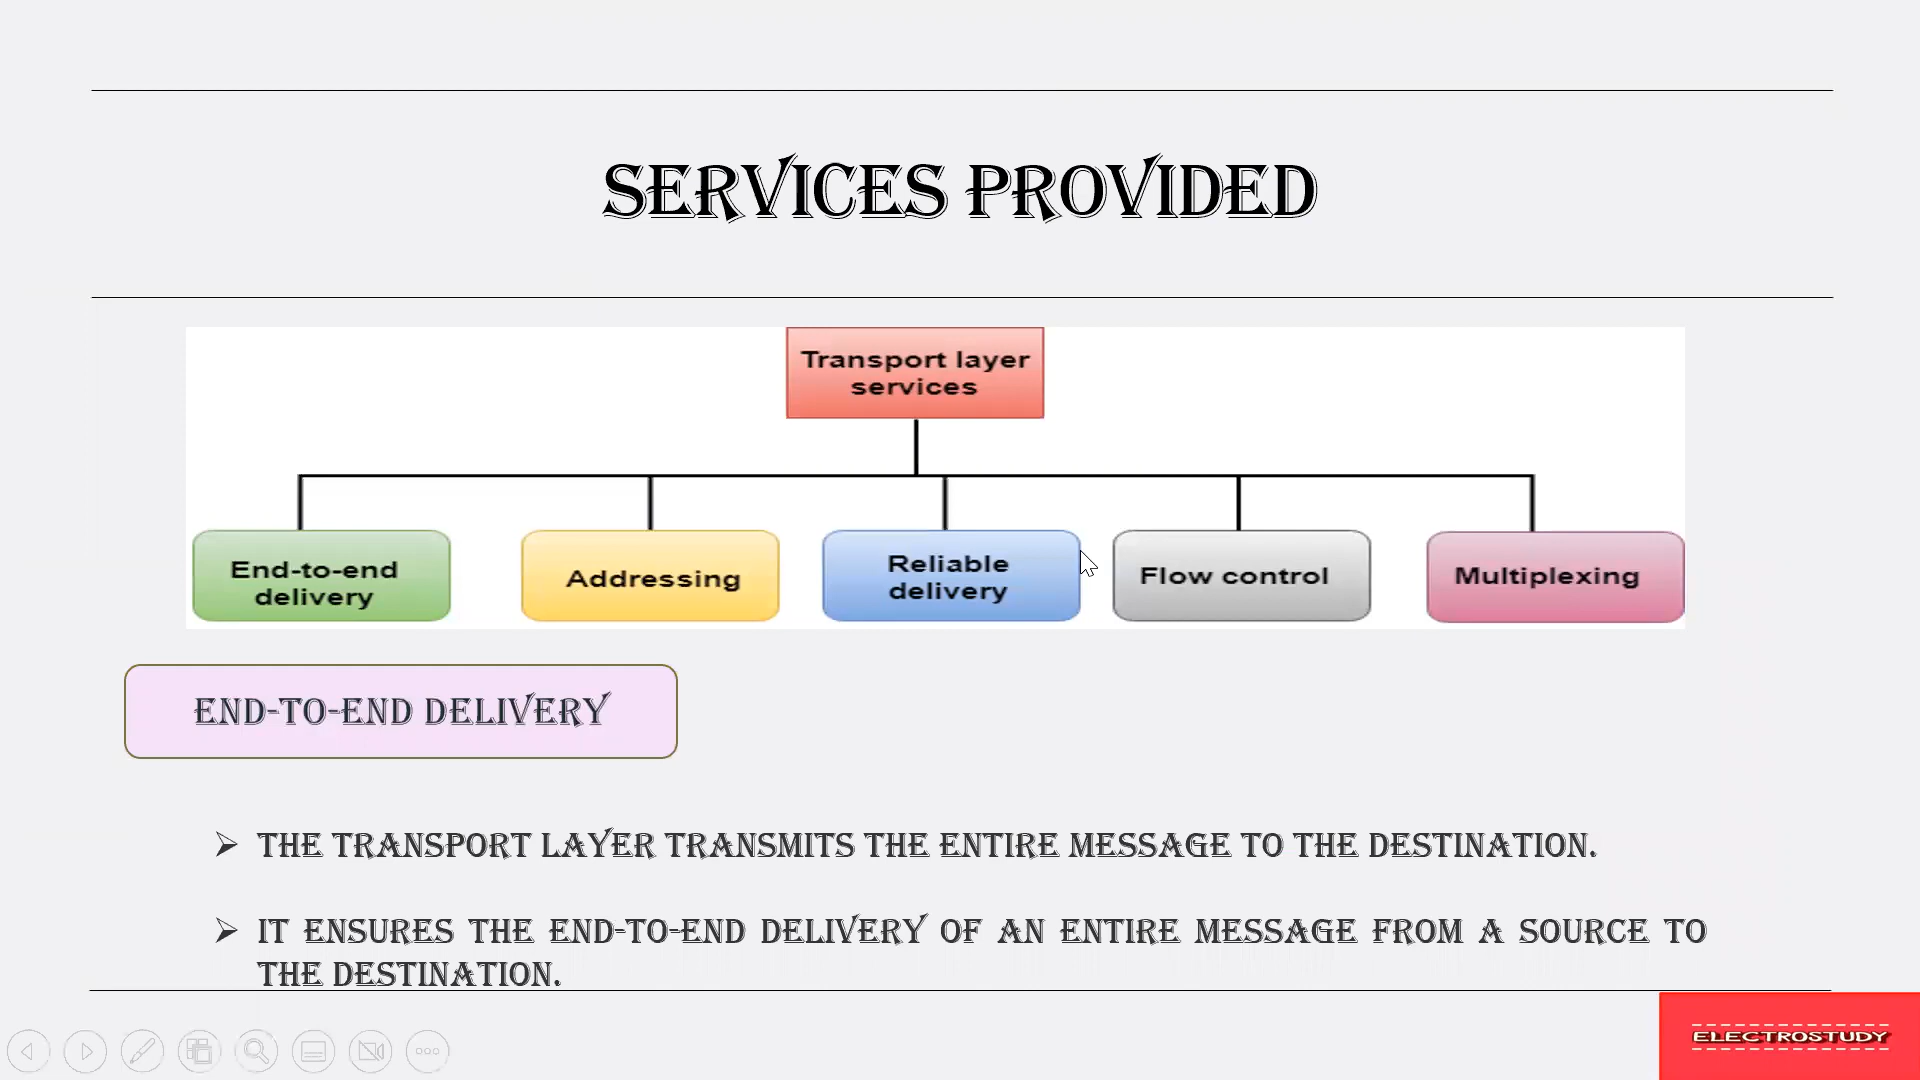 SERVICES PROVIDED
Transport layer
services
End-to-end
delivery
Addressing
Reliable
delivery
Flow control
Multiplexing
END-TO-END DELIVERY
THE TRANSPORT LAYER TRANSMITS THE ENTIRE MESSAGE TO THE DESTINATION.
IT ENSURES THE END-TO-END DELIVERY OF AN ENTIRE MESSAGE FROM A SOURCE TO
THE DESTINATION.
ELECTROSTUDY